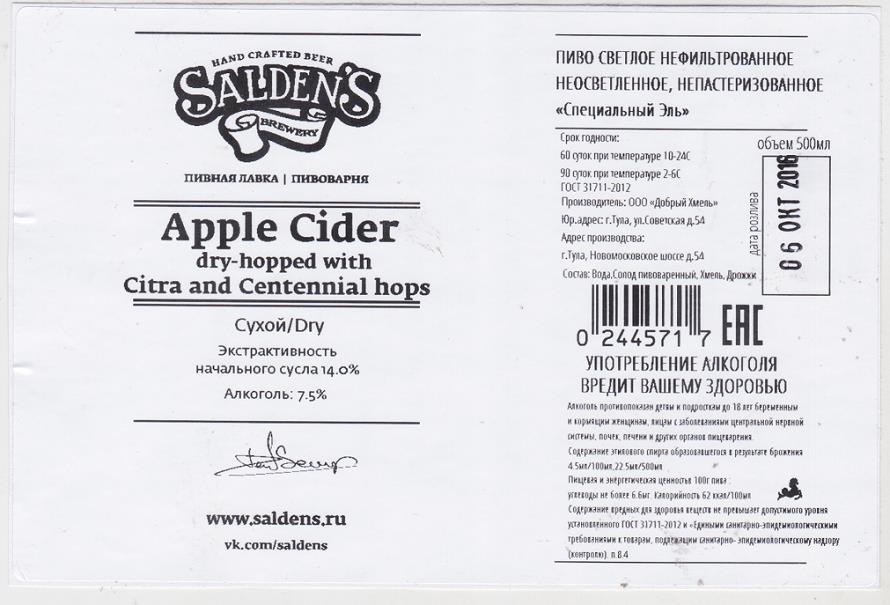 HAND CRAFTED BEER
SALDEN'S
BREWERY
ПИВНАЯ ЛАВКА | ПИВОВАРНЯ
Apple Cider
dry-hopped with
Citra and Centennial hops
Сухой/Dry
Экстрактивность
начального сусла 14.0%
Алкоголь: 7.5%
www.saldens.ru
vk.com/saldens
ПИВО СВЕТЛОЕ НЕФИЛЬТРОВАННОЕ
НЕОСВЕТЛЕННОЕ, НЕПАСТЕРИЗОВАННОЕ
«Специальный Эль»
Срок годности:
60 суток при температуре 10-24С
90 суток при температуре 2-6С
ГОСТ 31711-2012
Производитель: ООО «Добрый Хмель»
Юр.адрес: г.Тула, ул.Советская д.54
Адрес производства:
г.Тула, Новомосковское шоссе д.54
Состав: Вода,Солод пивоваренный, Хмель, Дрожжи
объем 500мл
дата розлива
06 ОКТ 2016
0 244571 7
EAC
УПОТРЕБЛЕНИЕ АЛКОГОЛЯ
ВРЕДИТ ВАШЕМУ ЗДОРОВЬЮ
Алкоголь противопоказан детям и подросткам до 18 лет беременным
и кормящим женщинам, лицам с заболеваниями центральной нервной
системы, почек, печени и других органов пищеварения.
Содержание этилового спирта образовавшегося в результате брожения
4.5мл/100мл,22.5мл/500мл
Пищевая и энергетическая ценностьв 100г пива :
углеводы не более 6.6мг. Калорийность 62 ккал/100мл
Содержание вредных для здоровья веществ не превышает допустимого уровня
установленного ГОСТ 31711-2012 и «Едиными санитарно-эпидемиологическими
требованиями к товарам, подлежащим санитарно- эпидемиологическому надзору
(контролю). п 8.4